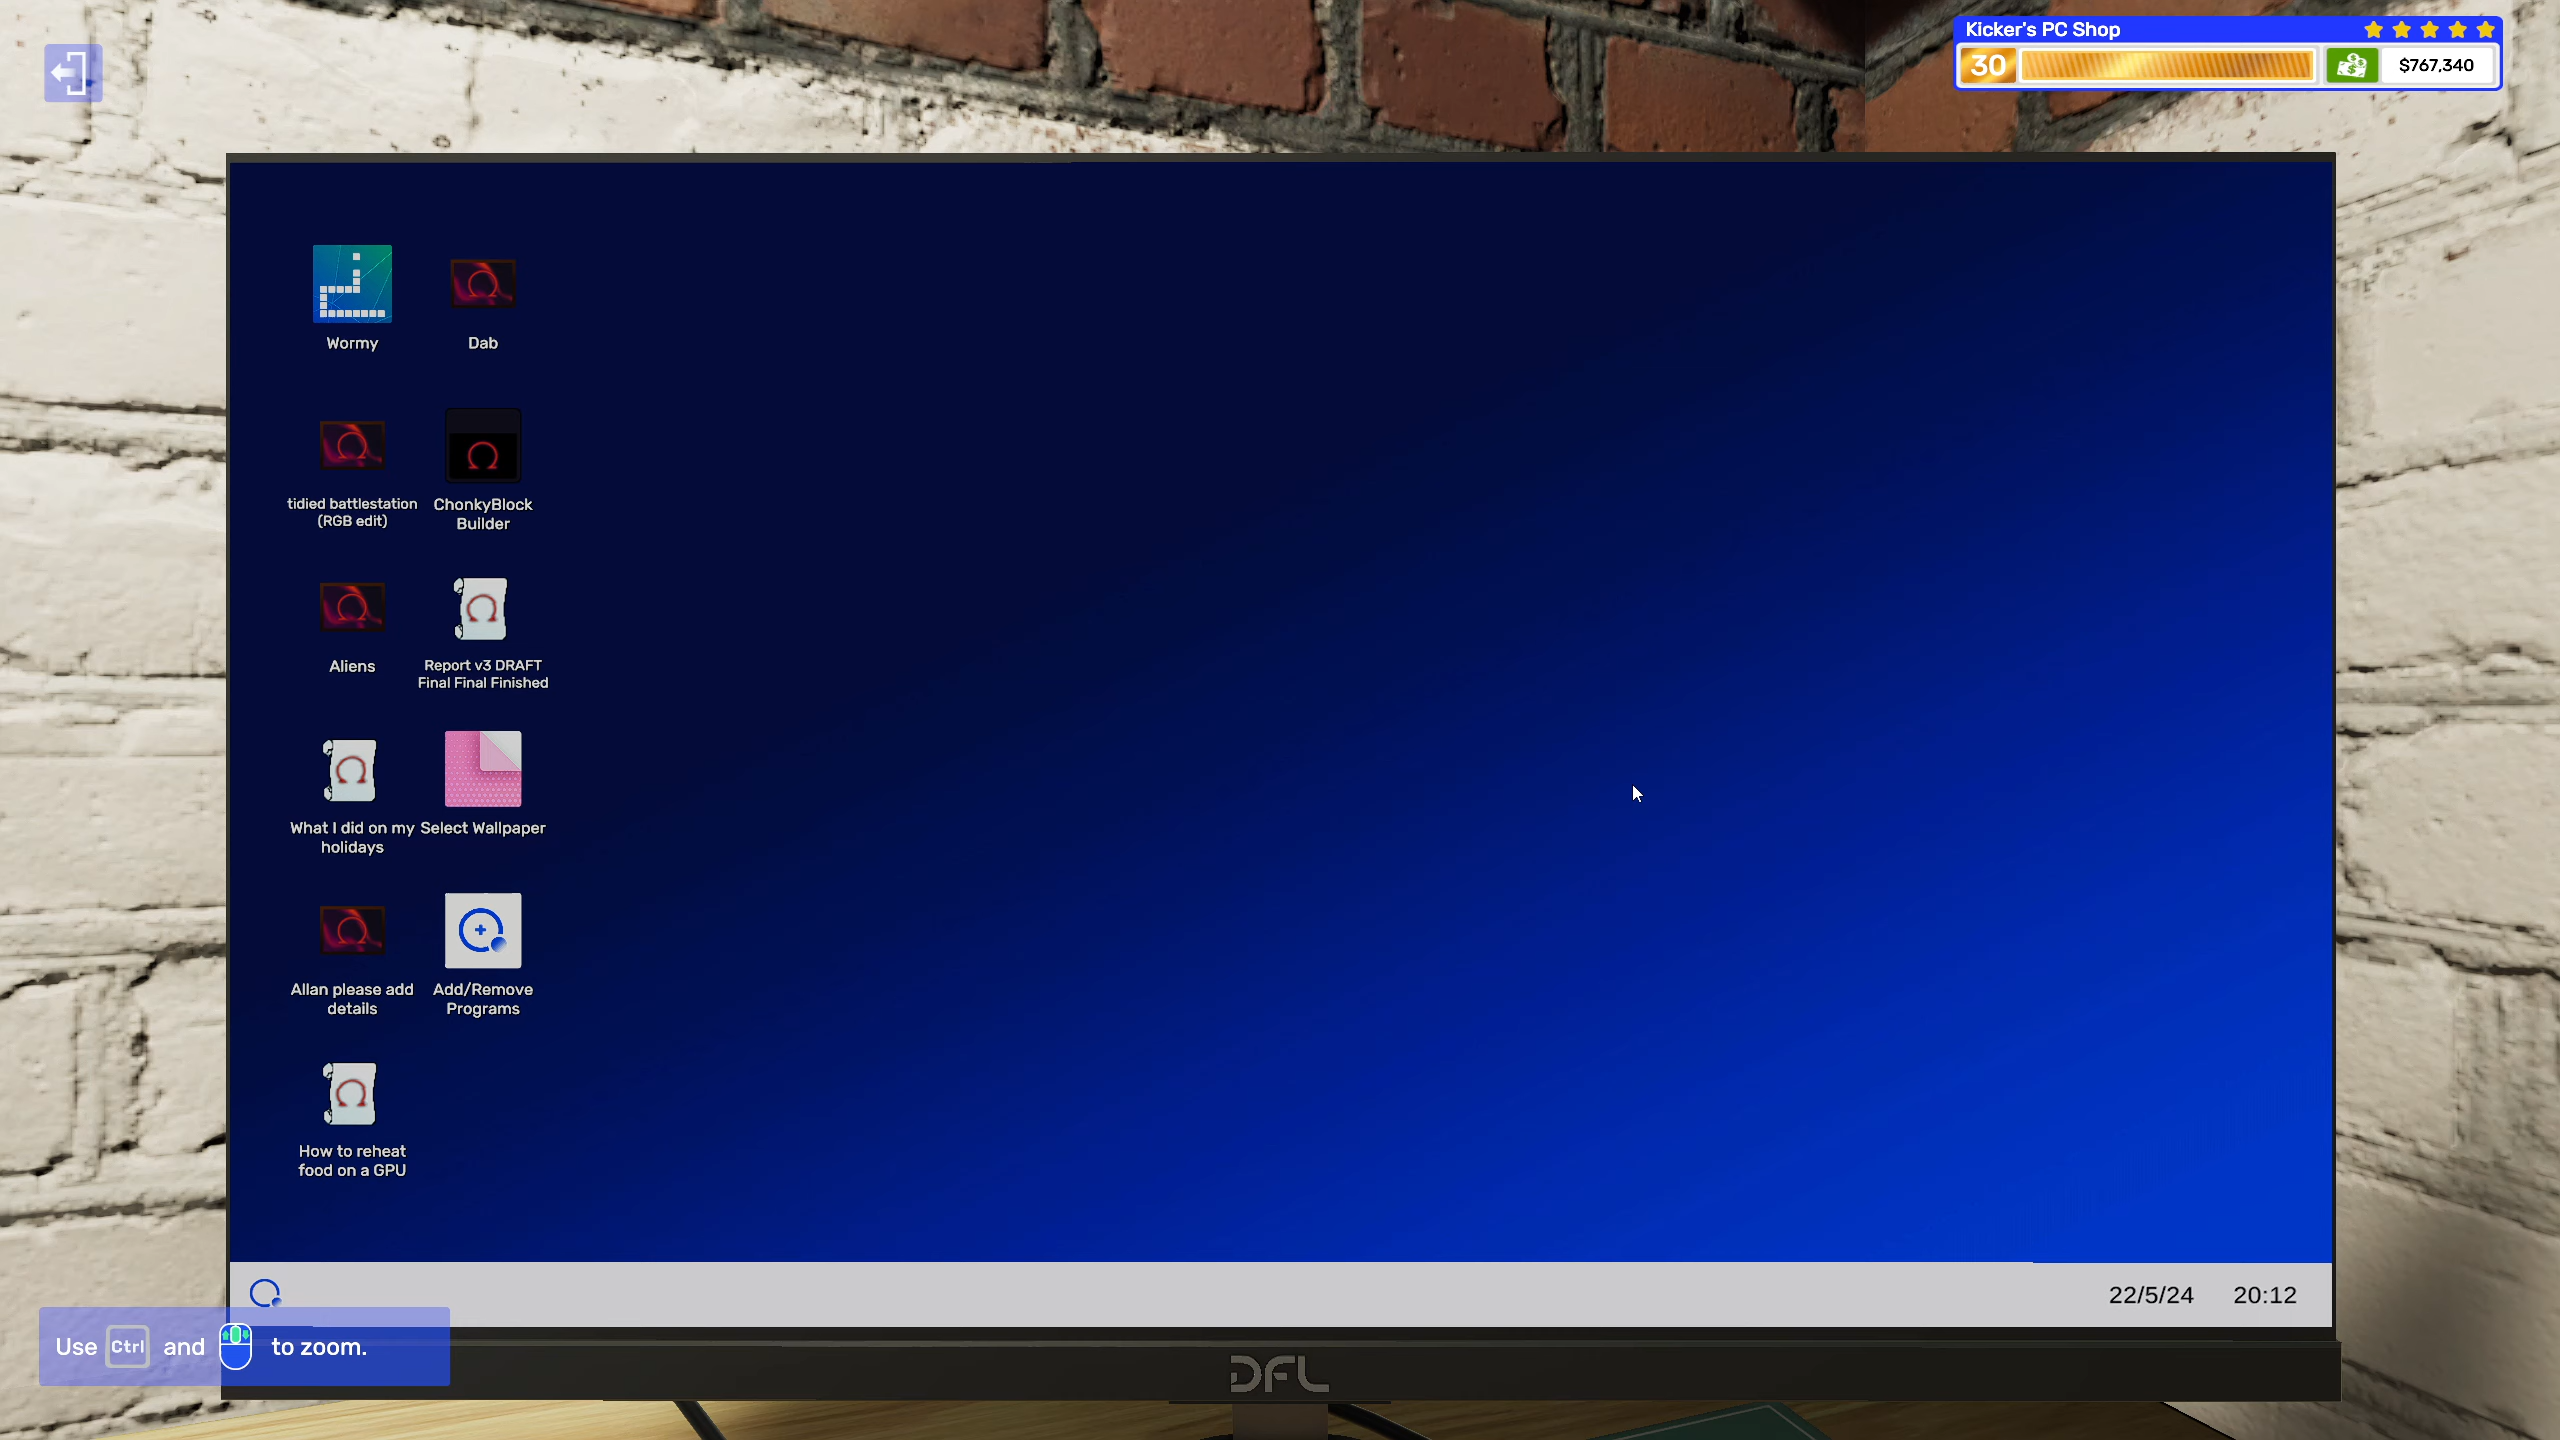 Kicker's PC Shop
30
$767,340
Wormy
Dab
tidied battlestation
(RGB edit)
ChonkyBlock
Builder
Aliens
Report v3 DRAFT
Final Final Finished
What I did on my
holidays
Select Wallpaper
Allan please add
details
Add/Remove
Programs
How to reheat
food on a GPU
22/5/24 20:12
Use Ctrl and to zoom.
DFL